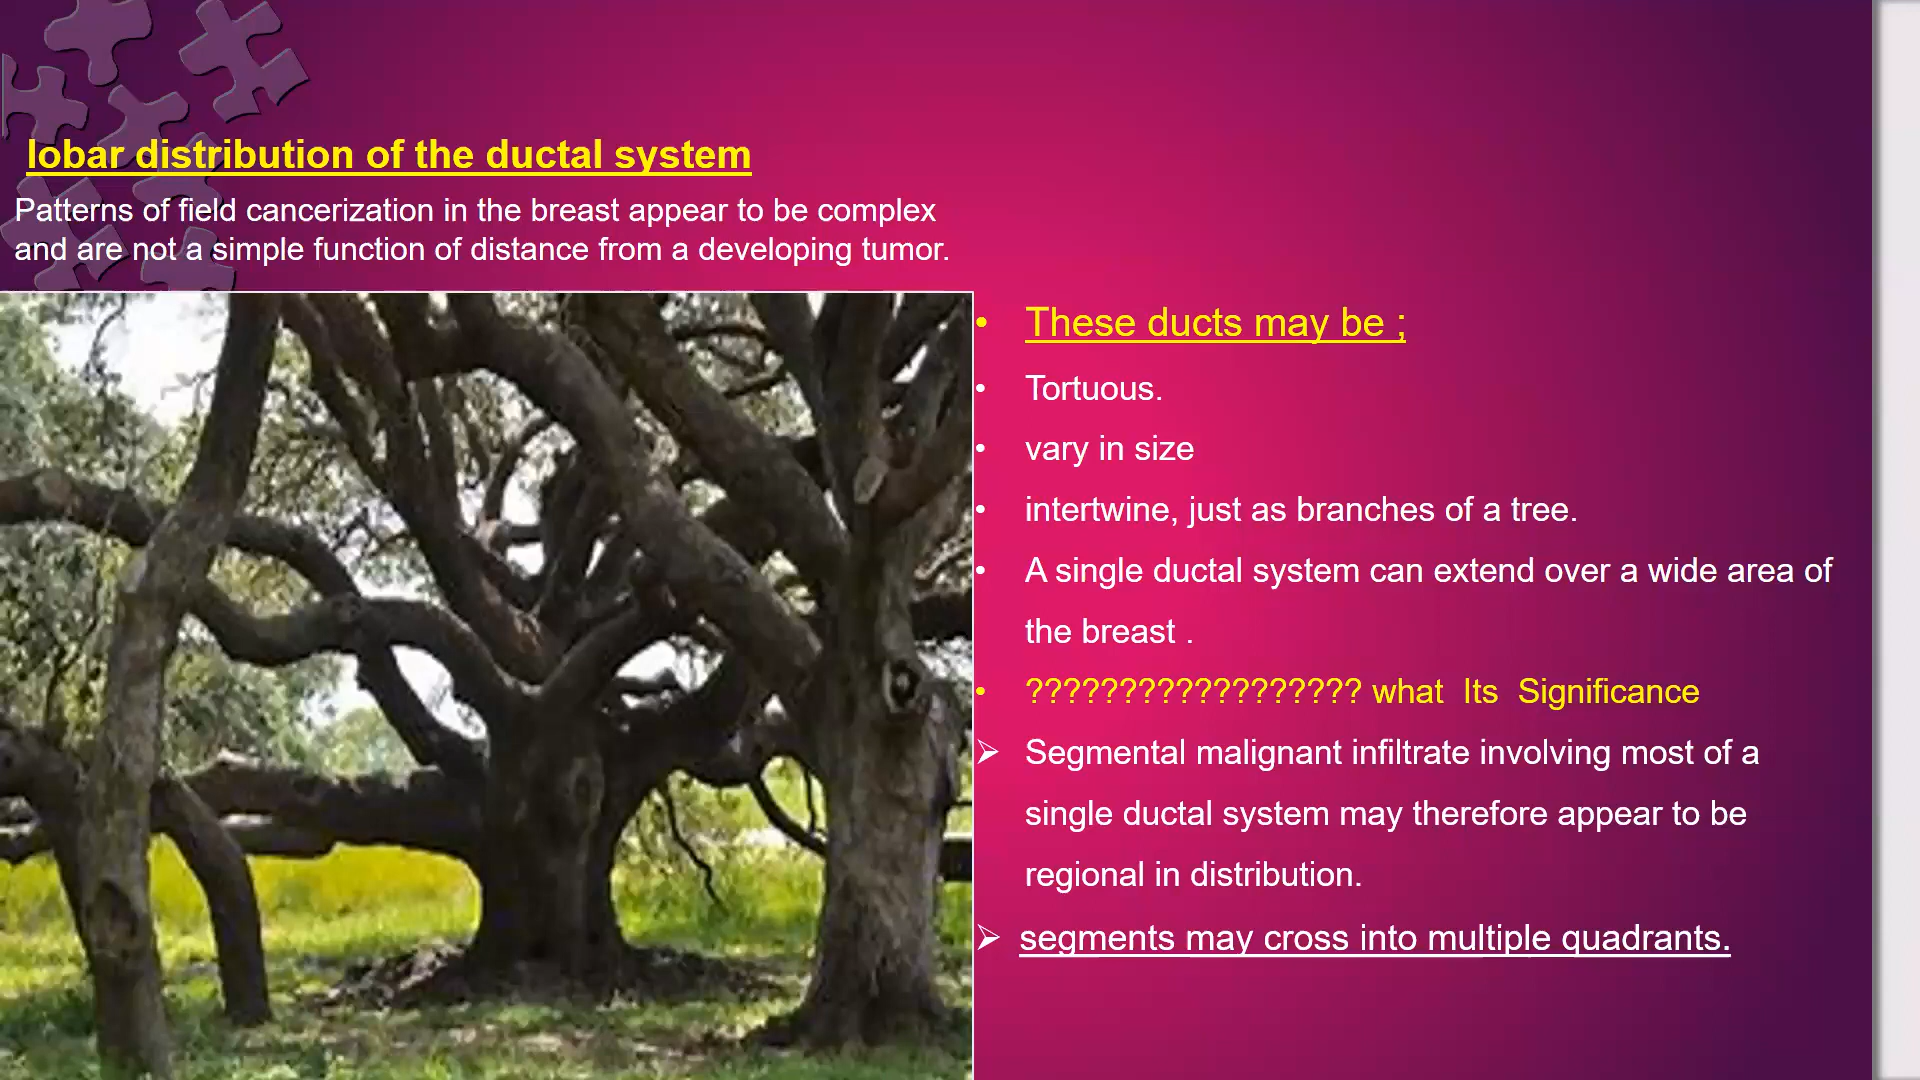 lobar distribution of the ductal system
Patterns of field cancerization in the breast appear to be complex
and are not a simple function of distance from a developing tumor.
• These ducts may be ;
• Tortuous.
• vary in size
• intertwine, just as branches of a tree.
• A single ductal system can extend over a wide area of
the breast .
• ?????????????????? what Its Significance
➢ Segmental malignant infiltrate involving most of a
single ductal system may therefore appear to be
regional in distribution.
➢ segments may cross into multiple quadrants.